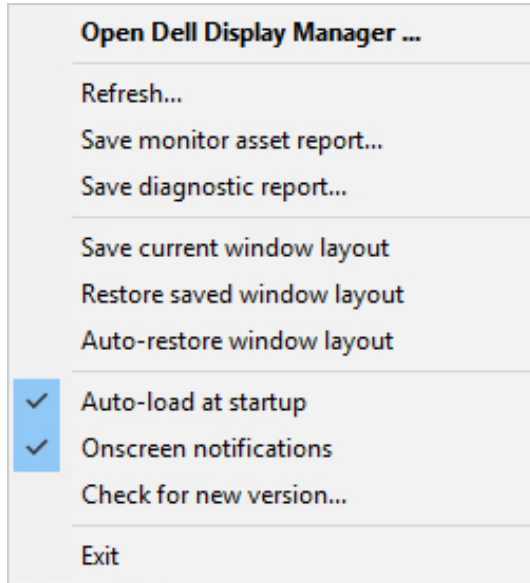 Open Dell Display Manager ...
Refresh...
Save monitor asset report...
Save diagnostic report...
Save current window layout
Restore saved window layout
Auto-restore window layout
Auto-load at startup
Onscreen notifications
Check for new version...
Exit